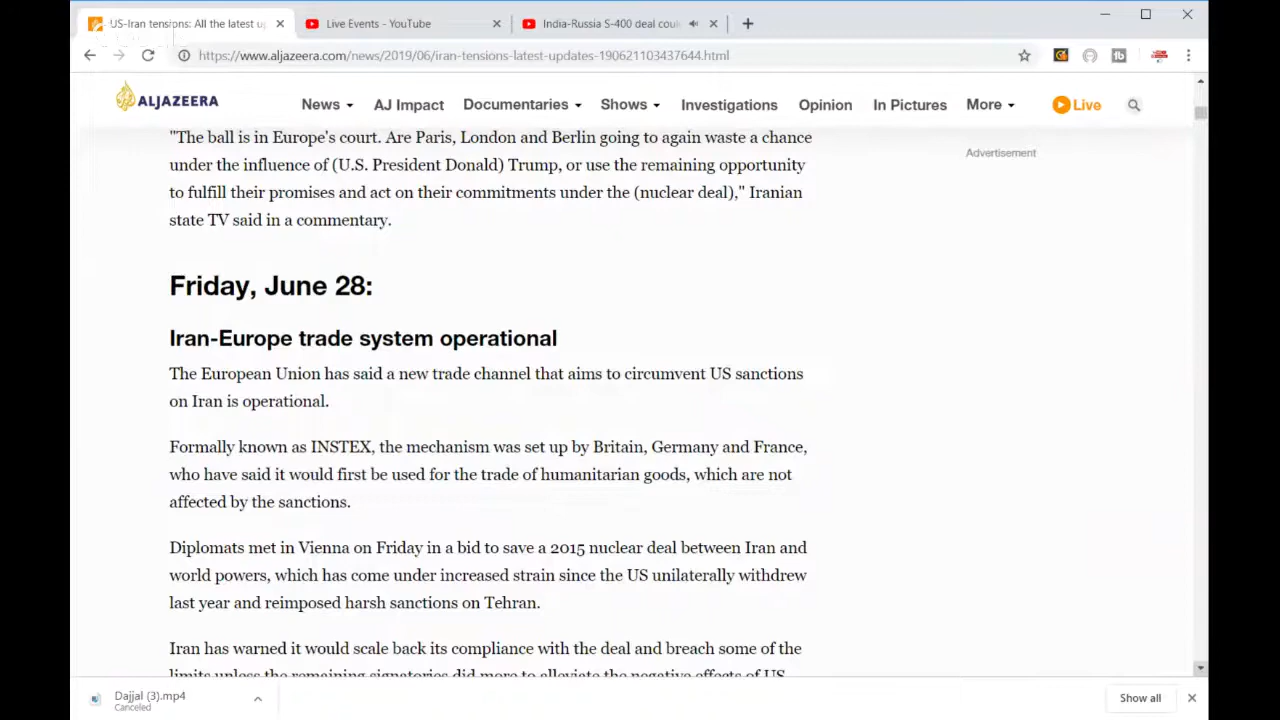 US-Iran tensions: All the latest u
Live Events - YouTube
India-Russia S-400 deal coul
https://www.aljazeera.com/news/2019/06/iran-tensions-latest-updates-190621103437644.html
ALJAZEERA
News
AJ Impact
Documentaries
Shows
Investigations
Opinion
In Pictures
More
Live
"The ball is in Europe's court. Are Paris, London and Berlin going to again waste a chance
under the influence of (U.S. President Donald) Trump, or use the remaining opportunity
to fulfill their promises and act on their commitments under the (nuclear deal)," Iranian
state TV said in a commentary.
Advertisement
Friday, June 28:
Iran-Europe trade system operational
The European Union has said a new trade channel that aims to circumvent US sanctions
on Iran is operational.
Formally known as INSTEX, the mechanism was set up by Britain, Germany and France,
who have said it would first be used for the trade of humanitarian goods, which are not
affected by the sanctions.
Diplomats met in Vienna on Friday in a bid to save a 2015 nuclear deal between Iran and
world powers, which has come under increased strain since the US unilaterally withdrew
last year and reimposed harsh sanctions on Tehran.
Iran has warned it would scale back its compliance with the deal and breach some of the
limits unless the remaining signatories did more to alleviate the negative effects of US
Dajjal (3).mp4
Canceled
Show all